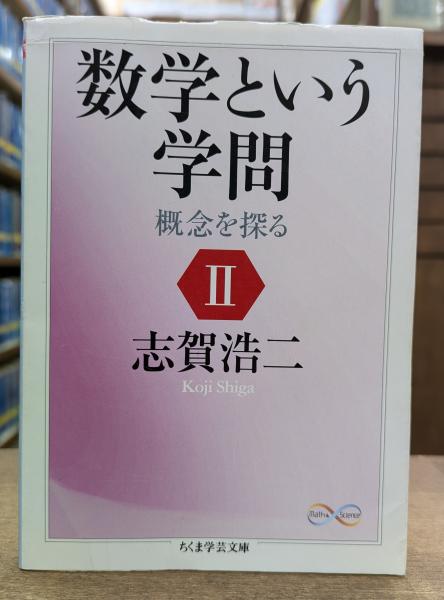 数学という
学問
概念を探る
II
志賀浩二
Koji Shiga
Math & Science
ちくま学芸文庫